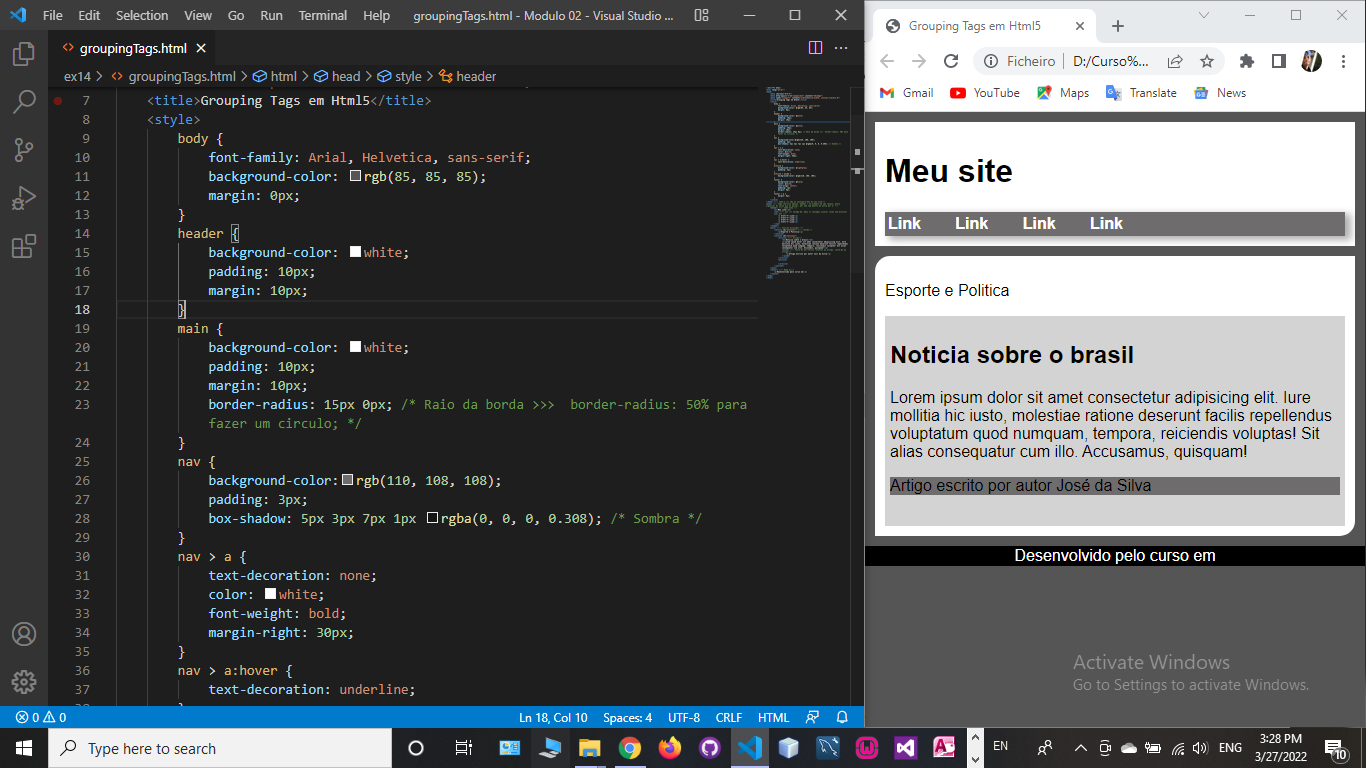 File Edit Selection View Go Run Terminal Help groupingTags.html - Modulo 02 - Visual Studio ...
groupingTags.html
ex14 > groupingTags.html > html > head > style > header
7 <title>Grouping Tags em Html5</title>
8 <style>
9 body {
10 font-family: Arial, Helvetica, sans-serif;
11 background-color: rgb(85, 85, 85);
12 margin: 0px;
13 }
14 header {
15 background-color: white;
16 padding: 10px;
17 margin: 10px;
18 }
19 main {
20 background-color: white;
21 padding: 10px;
22 margin: 10px;
23 border-radius: 15px 0px; /* Raio da borda >>>  border-radius: 50% para
fazer um circulo; */
24 }
25 nav {
26 background-color: rgb(110, 108, 108);
27 padding: 3px;
28 box-shadow: 5px 3px 7px 1px rgba(0, 0, 0, 0.308); /* Sombra */
29 }
30 nav > a {
31 text-decoration: none;
32 color: white;
33 font-weight: bold;
34 margin-right: 30px;
35 }
36 nav > a:hover {
37 text-decoration: underline;
0 0 Ln 18, Col 10 Spaces: 4 UTF-8 CRLF HTML
Grouping Tags em Html5
Ficheiro | D:/Curso%...
Gmail YouTube Maps Translate News
Meu site
Link Link Link Link
Esporte e Politica
Noticia sobre o brasil
Lorem ipsum dolor sit amet consectetur adipisicing elit. Iure
mollitia hic iusto, molestiae ratione deserunt facilis repellendus
voluptatum quod numquam, tempora, reiciendis voluptas! Sit
alias consequatur cum illo. Accusamus, quisquam!
Artigo escrito por autor José da Silva
Desenvolvido pelo curso em
Activate Windows
Go to Settings to activate Windows.
Type here to search
EN
ENG
3:28 PM
3/27/2022
10